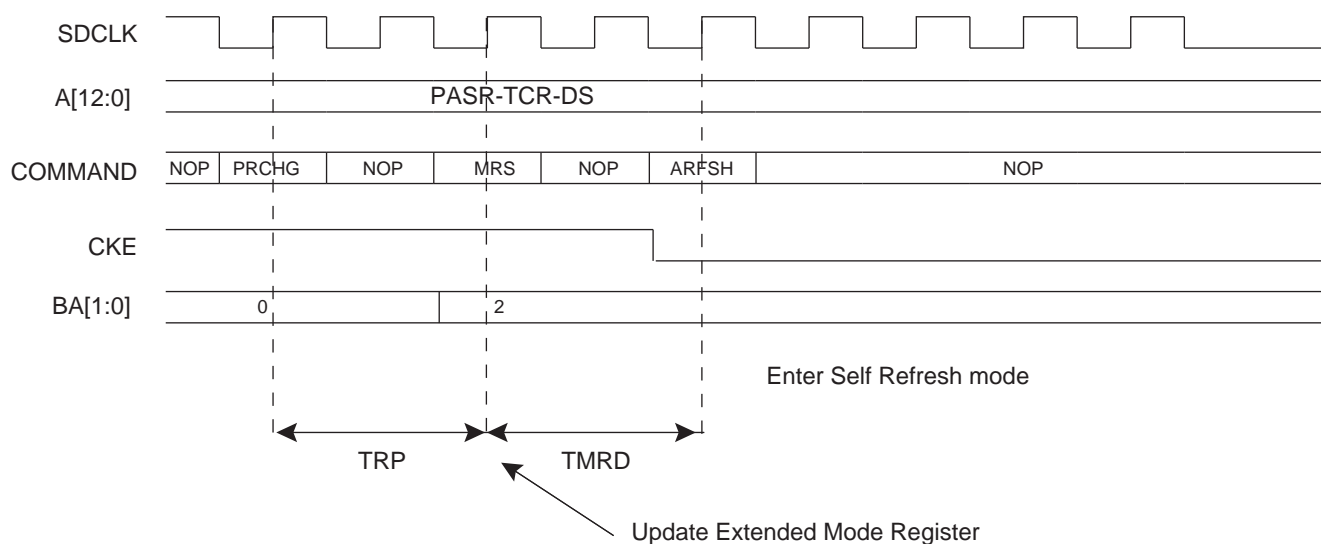 SDCLK
A[12:0] PASR-TCR-DS
COMMAND NOP PRCHG NOP MRS NOP ARFSH NOP
CKE
BA[1:0] 0 2
Enter Self Refresh mode
TRP TMRD
Update Extended Mode Register